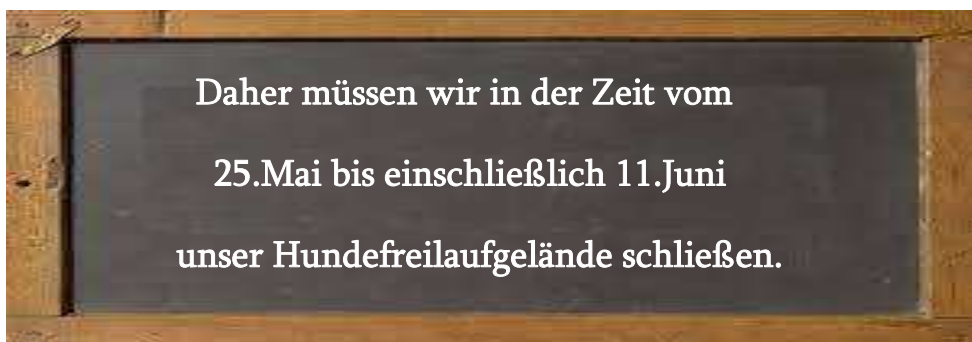 Daher müssen wir in der Zeit vom
25.Mai bis einschließlich 11.Juni
unser Hundefreilaufgelände schließen.